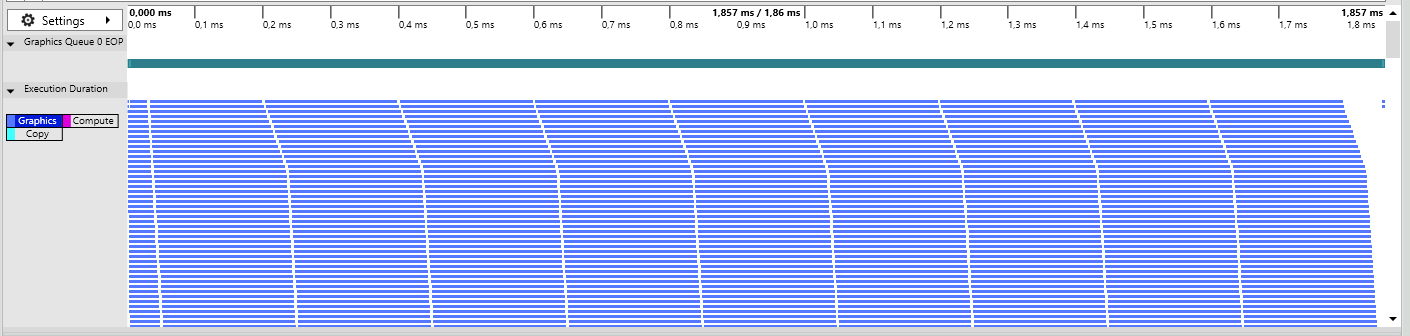 Settings
0,000 ms
1,857 ms / 1,86 ms
1,857 ms
0,0 ms
0,1 ms
0,2 ms
0,3 ms
0,4 ms
0,5 ms
0,6 ms
0,7 ms
0,8 ms
0,9 ms
1,0 ms
1,1 ms
1,2 ms
1,3 ms
1,4 ms
1,5 ms
1,6 ms
1,7 ms
1,8 ms
Graphics Queue 0 EOP
Execution Duration
Graphics
Compute
Copy